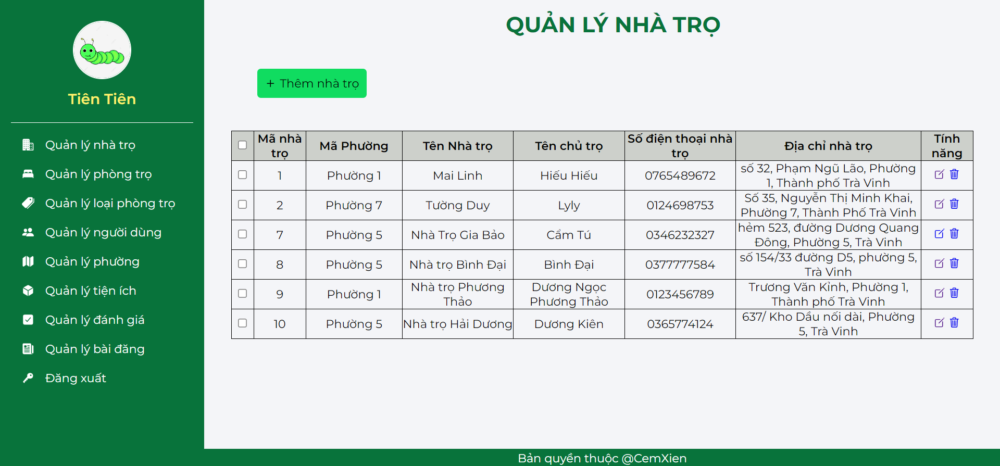 Tiên Tiên
Quản lý nhà trọ
Quản lý phòng trọ
Quản lý loại phòng trọ
Quản lý người dùng
Quản lý phường
Quản lý tiện ích
Quản lý đánh giá
Quản lý bài đăng
Đăng xuất
QUẢN LÝ NHÀ TRỌ
+ Thêm nhà trọ
Mã nhà
trọ
Mã Phường
Tên Nhà trọ
Tên chủ trọ
Số điện thoại nhà
trọ
Địa chỉ nhà trọ
Tính
năng
1
Phường 1
Mai Linh
Hiếu Hiếu
0765489672
số 32, Phạm Ngũ Lão, Phường
1, Thành phố Trà Vinh
2
Phường 7
Tường Duy
Lyly
0124698753
Số 35, Nguyễn Thị Minh Khai,
Phường 7, Thành Phố Trà Vinh
7
Phường 5
Nhà Trọ Gia Bảo
Cẩm Tú
0346232327
hẻm 523, đường Dương Quang
Đông, Phường 5, Trà Vinh
8
Phường 5
Nhà trọ Bình Đại
Bình Đại
0377777584
số 154/33 đường D5, phường 5,
Trà Vinh
9
Phường 1
Nhà trọ Phương
Thảo
Dương Ngọc
Phương Thảo
0123456789
Trương Văn Kỉnh, Phường 1,
Thành phố Trà Vinh
10
Phường 5
Nhà trọ Hải Dương
Dương Kiên
0365774124
637/ Kho Dầu nối dài, Phường
5, Trà Vinh
Bản quyền thuộc @CemXien